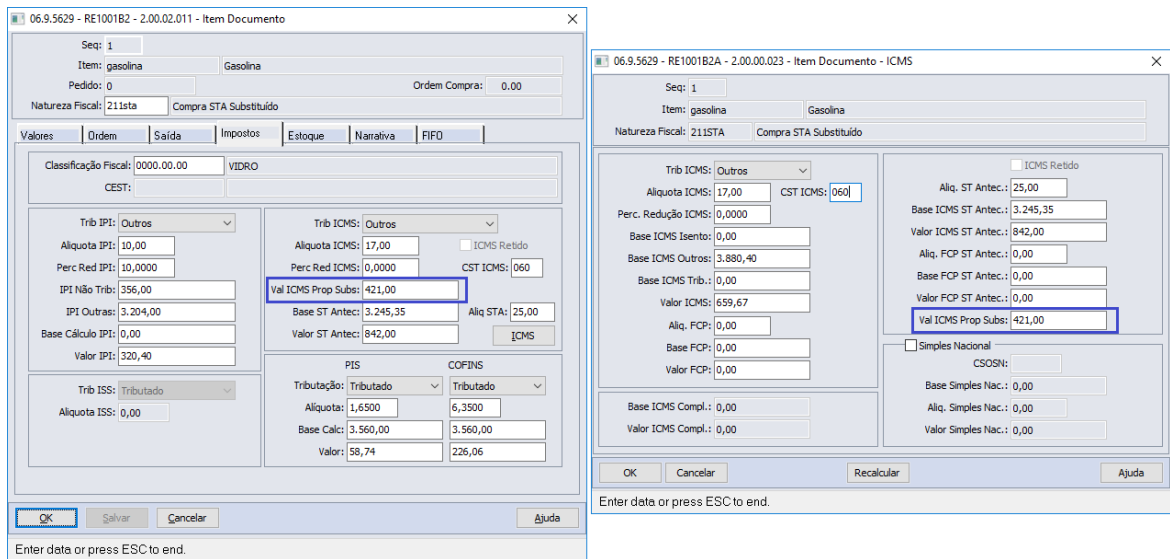 06.9.5629 - RE1001B2 - 2.00.02.011 - Item Documento
Seq: 1
Item: gasolina Gasolina
Pedido: 0 Ordem Compra: 0.00
Natureza Fiscal: 211sta Compra STA Substituído
Valores Ordem Saída Impostos Estoque Narrativa FIFO
Classificação Fiscal: 0000.00.00 VIDRO
CEST:
Trib IPI: Outros
Aliquota IPI: 10,00
Perc Red IPI: 10,0000
IPI Não Trib: 356,00
IPI Outras: 3.204,00
Base Cálculo IPI: 0,00
Valor IPI: 320,40
Trib ISS: Tributado
Aliquota ISS: 0,00
Trib ICMS: Outros
Aliquota ICMS: 17,00 ICMS Retido
Perc Red ICMS: 0,0000 CST ICMS: 060
Val ICMS Prop Subs: 421,00
Base ST Antec: 3.245,35 Aliq STA: 25,00
Valor ST Antec: 842,00 ICMS
PIS COFINS
Tributação: Tributado Tributado
Alíquota: 1,6500 6,3500
Base Calc: 3.560,00 3.560,00
Valor: 58,74 226,06
OK Salvar Cancelar Ajuda
Enter data or press ESC to end.
06.9.5629 - RE1001B2A - 2.00.00.023 - Item Documento - ICMS
Seq: 1
Item: gasolina Gasolina
Natureza Fiscal: 211STA Compra STA Substituído
Trib ICMS: Outros
Aliquota ICMS: 17,00 CST ICMS: 060
Perc. Redução ICMS: 0,0000
Base ICMS Isento: 0,00
Base ICMS Outros: 3.880,40
Base ICMS Trib.: 0,00
Valor ICMS: 659,67
Aliq. FCP: 0,00
Base FCP: 0,00
Valor FCP: 0,00
Base ICMS Compl.: 0,00
Valor ICMS Compl.: 0,00
ICMS Retido
Aliq. ST Antec.: 25,00
Base ICMS ST Antec.: 3.245,35
Valor ICMS ST Antec.: 842,00
Aliq. FCP ST Antec.: 0,00
Base FCP ST Antec.: 0,00
Valor FCP ST Antec.: 0,00
Val ICMS Prop Subs: 421,00
Simples Nacional
CSOSN:
Base Simples Nac.: 0,00
Aliq. Simples Nac.: 0,00
Valor Simples Nac.: 0,00
OK Cancelar Recalcular Ajuda
Enter data or press ESC to end.